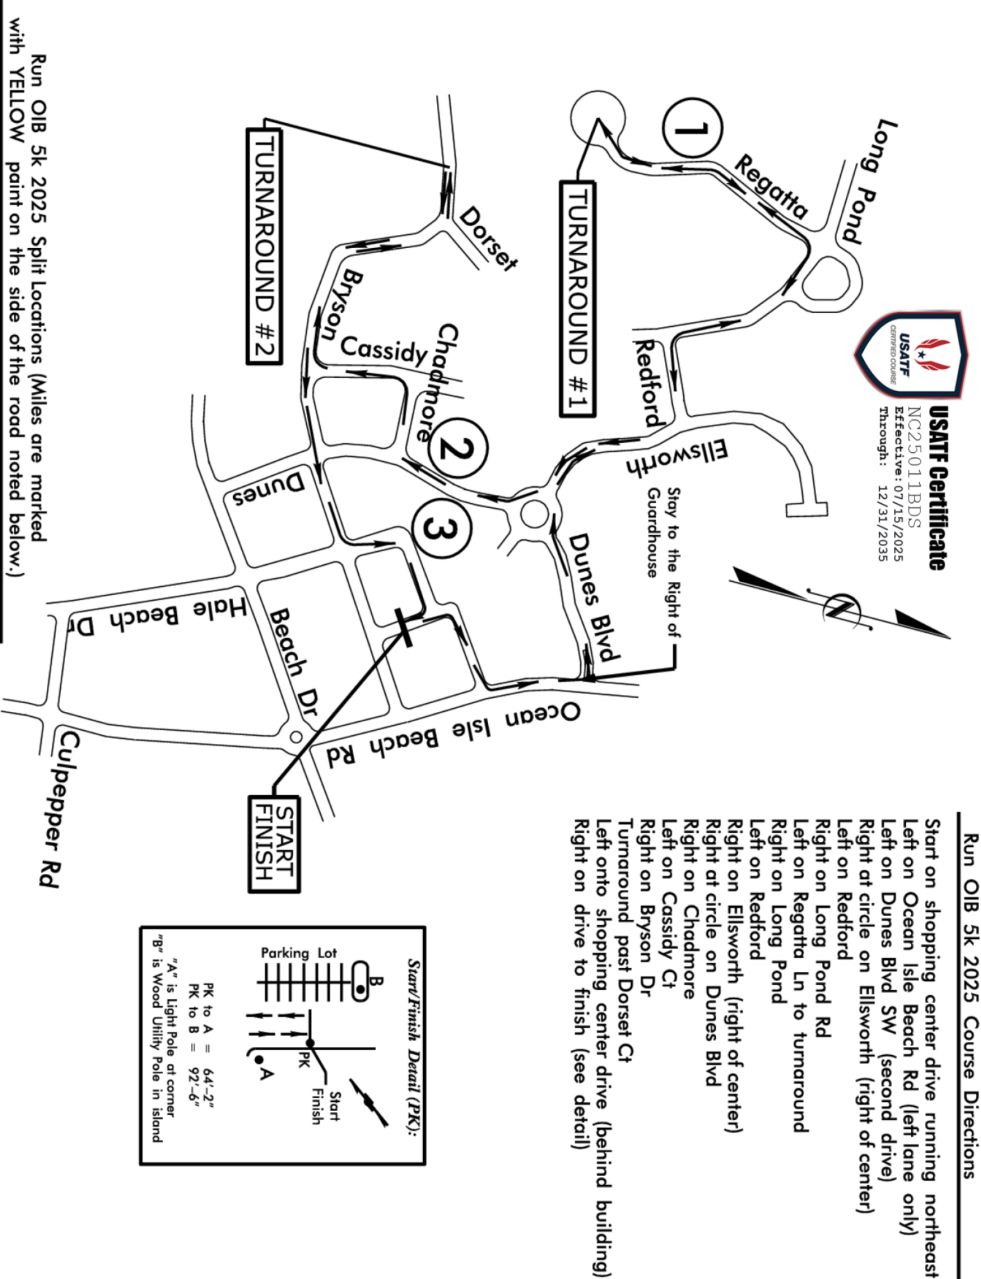 Run OIB 5k 2025 Course Directions
Start on shopping center drive running northeast
Left on Ocean Isle Beach Rd (left lane only)
Left on Dunes Blvd SW (second drive)
Right at circle on Ellsworth (right of center)
Left on Redford
Right on Long Pond Rd
Left on Regatta Ln to turnaround
Right on Long Pond
Left on Redford
Right on Ellsworth (right of center)
Right at circle on Dunes Blvd
Right on Chadmore
Left on Cassidy Ct
Right on Bryson Dr
Turnaround past Dorset Ct
Left onto shopping center drive (behind building)
Right on drive to finish (see detail)
USATF
CERTIFIED COURSE
USATF Certificate
NC25011BDS
Effective: 07/15/2025
Through: 12/31/2035
N
Long Pond
Regatta
1
TURNAROUND #1
Redford
Ellsworth
Stay to the Right of
Guardhouse
Dunes Blvd
Ocean Isle Beach Rd
Dorset
TURNAROUND #2
Bryson
Cassidy
Chadmore
2
3
Dunes
Hale Beach Dr
Beach Dr
Culpepper Rd
START
FINISH
Start/Finish Detail (PK):
Parking Lot
B
PK
A
Start
Finish
PK to A = 64'-2"
PK to B = 92'-6"
"A" is Light Pole at corner
"B" is Wood Utility Pole in island
Run OIB 5k 2025 Split Locations (Miles are marked
with YELLOW paint on the side of the road noted below.)